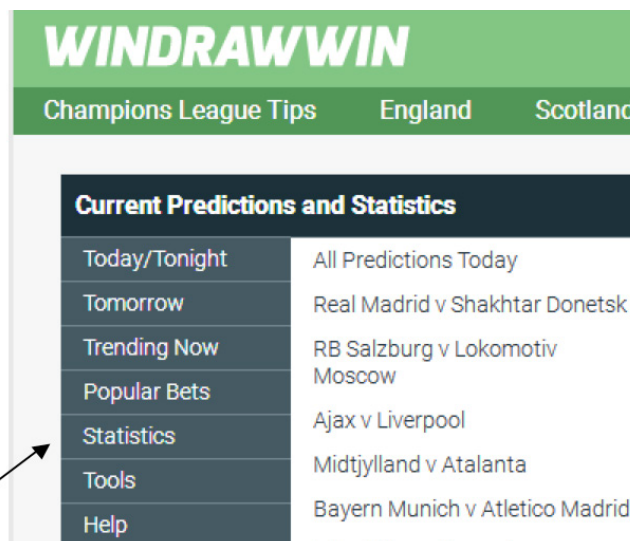 WINDRAWWIN
Champions League Tips England Scotland
Current Predictions and Statistics
Today/Tonight
Tomorrow
Trending Now
Popular Bets
Statistics
Tools
Help
All Predictions Today
Real Madrid v Shakhtar Donetsk
RB Salzburg v Lokomotiv
Moscow
Ajax v Liverpool
Midtjylland v Atalanta
Bayern Munich v Atletico Madrid